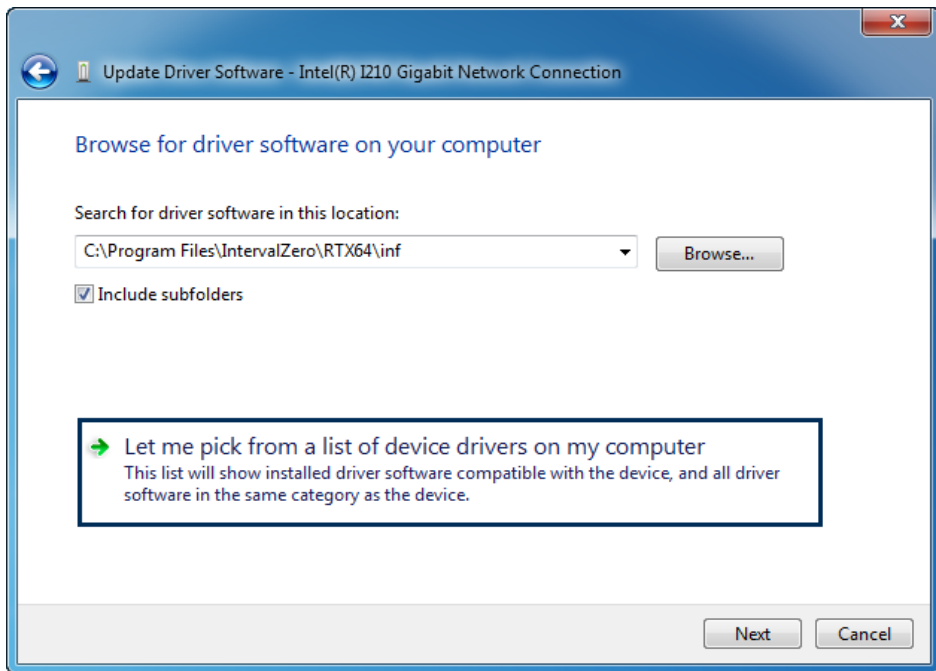 Update Driver Software - Intel(R) I210 Gigabit Network Connection
Browse for driver software on your computer
Search for driver software in this location:
C:\Program Files\IntervalZero\RTX64\inf
Browse...
Include subfolders
Let me pick from a list of device drivers on my computer
This list will show installed driver software compatible with the device, and all driver
software in the same category as the device.
Next
Cancel